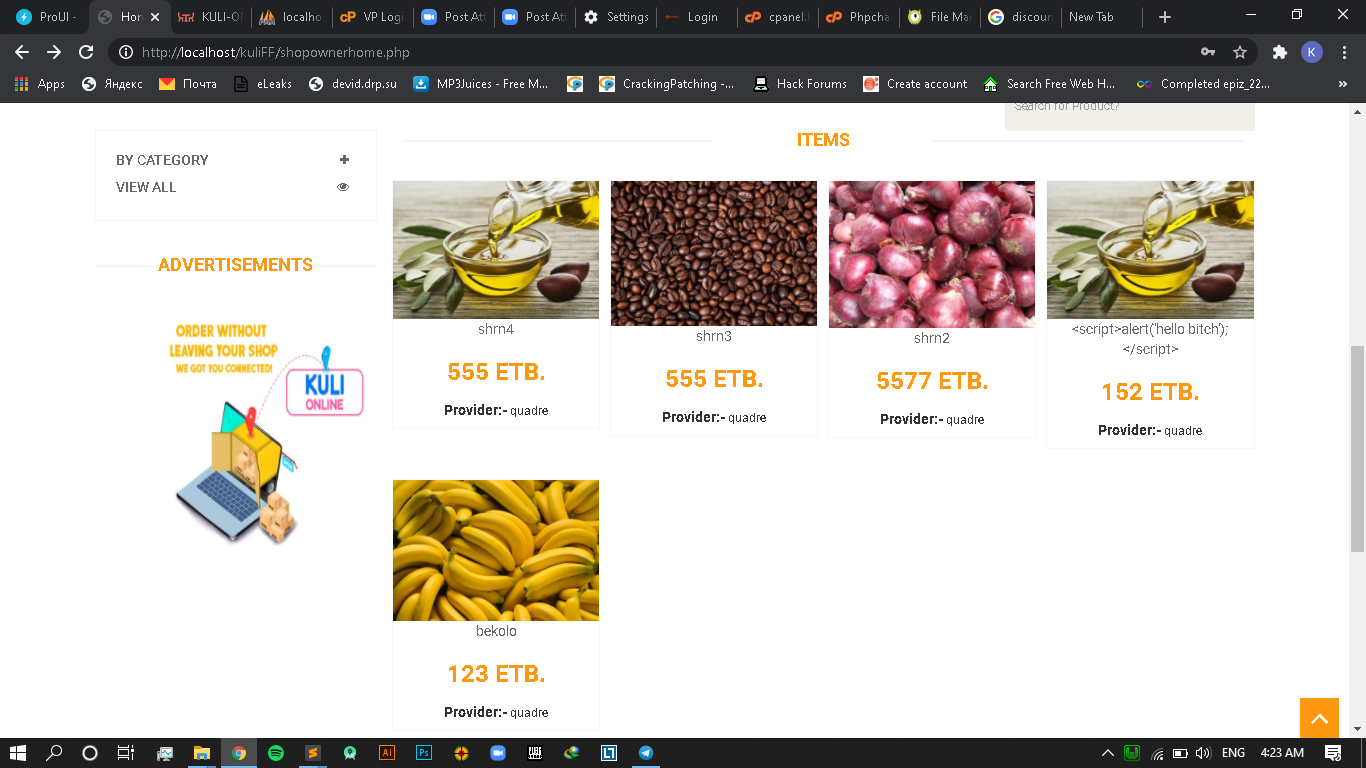 ProUI -
Hor
KULI-O
localho
VP Logi
Post Att
Post Att
Settings
Login
cpanel.
Phpcha
File Mar
discoun
New Tab
http://localhost/kuliFF/shopownerhome.php
K
Apps
Яндекс
Почта
eLeaks
devid.drp.su
MP3Juices - Free M...
CrackingPatching -...
Hack Forums
Create account
Search Free Web H...
Completed epiz_22...
»
Search for Product?
BY CATEGORY
VIEW ALL
ADVERTISEMENTS
ORDER WITHOUT
LEAVING YOUR SHOP
WE GOT YOU CONNECTED!
KULI
ONLINE
ITEMS
shrn4
555 ETB.
Provider:- quadre
shrn3
555 ETB.
Provider:- quadre
shrn2
5577 ETB.
Provider:- quadre
<script>alert('hello bitch');
</script>
152 ETB.
Provider:- quadre
bekolo
123 ETB.
Provider:- quadre
Ai
Ps
ENG
4:23 AM